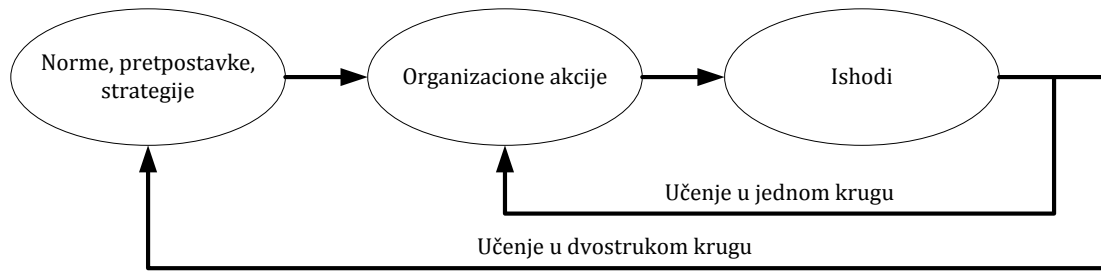 Norme, pretpostavke,
strategije
Organizacione akcije
Ishodi
Učenje u jednom krugu
Učenje u dvostrukom krugu